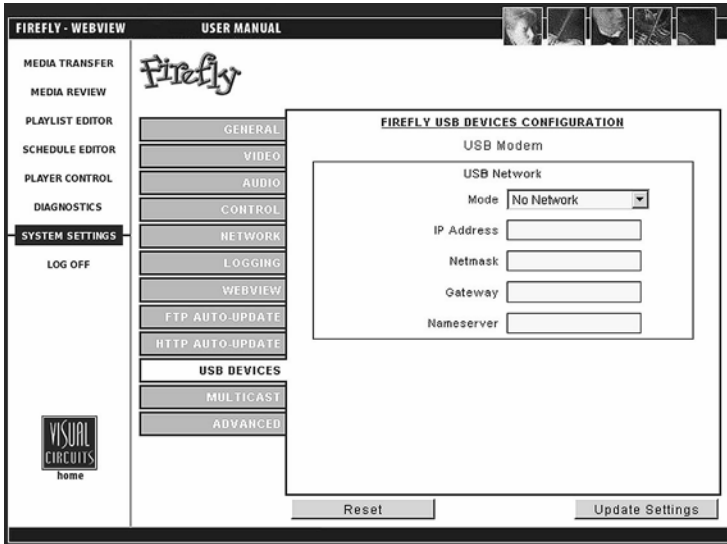 FIREFLY - WEBVIEW
USER MANUAL
MEDIA TRANSFER
MEDIA REVIEW
PLAYLIST EDITOR
SCHEDULE EDITOR
PLAYER CONTROL
DIAGNOSTICS
SYSTEM SETTINGS
LOG OFF
VISUAL
CIRCUITS
home
Firefly
GENERAL
VIDEO
AUDIO
CONTROL
NETWORK
LOGGING
WEBVIEW
FTP AUTO-UPDATE
HTTP AUTO-UPDATE
USB DEVICES
MULTICAST
ADVANCED
FIREFLY USB DEVICES CONFIGURATION
USB Modem
USB Network
Mode No Network
IP Address
Netmask
Gateway
Nameserver
Reset
Update Settings